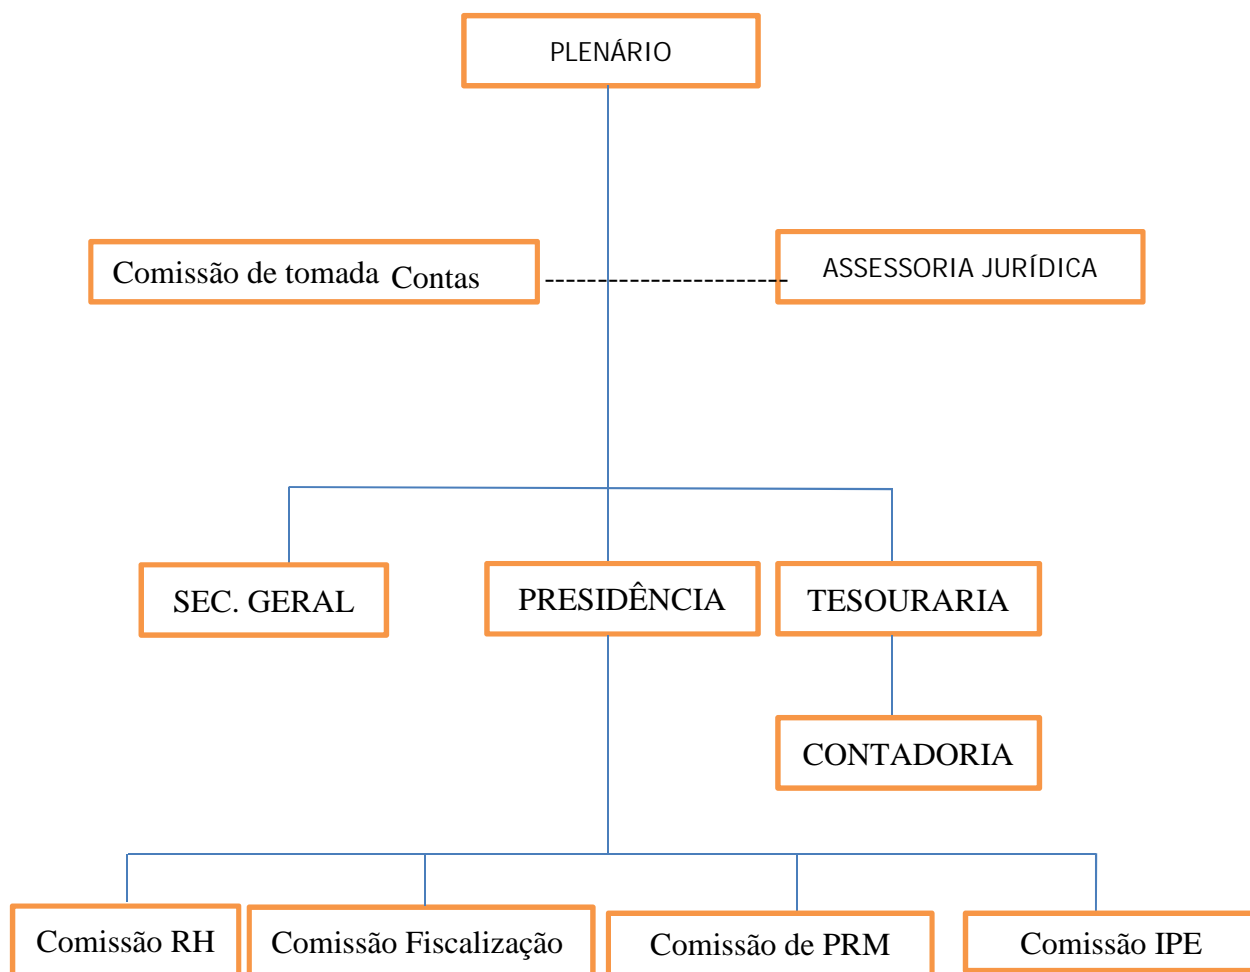 PLENÁRIO
Comissão de tomada Contas
ASSESSORIA JURÍDICA
SEC. GERAL
PRESIDÊNCIA
TESOURARIA
CONTADORIA
Comissão RH
Comissão Fiscalização
Comissão de PRM
Comissão IPE